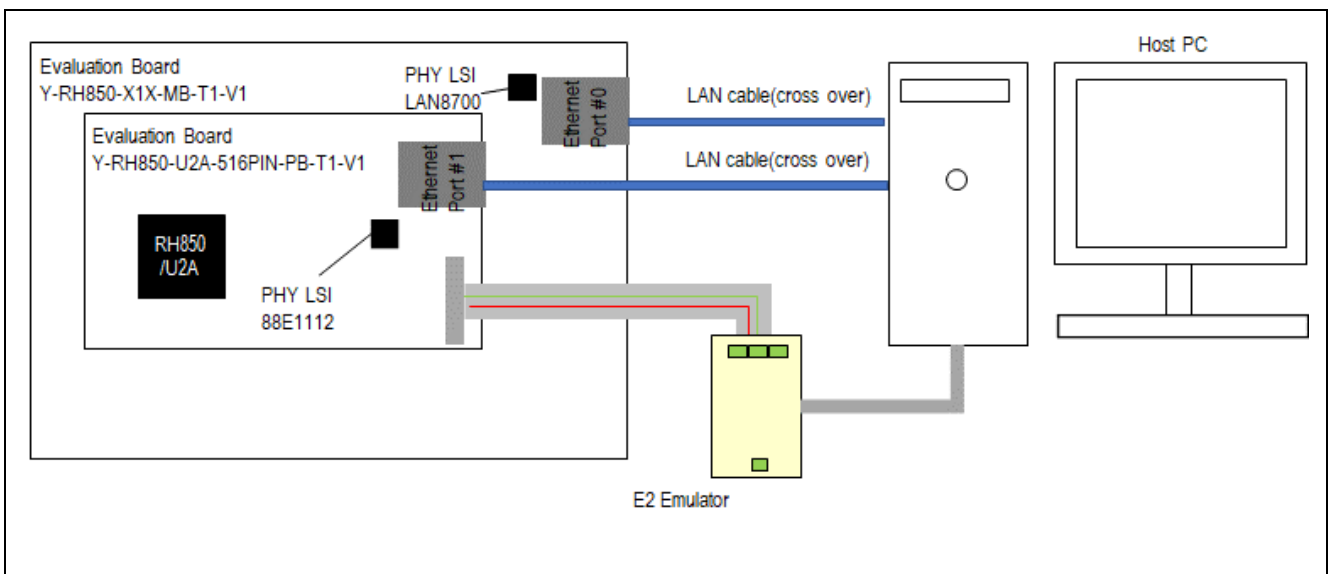 Evaluation Board
Y-RH850-X1X-MB-T1-V1
PHY LSI
LAN8700
Ethernet
Port #0
LAN cable(cross over)
Host PC
Evaluation Board
Y-RH850-U2A-516PIN-PB-T1-V1
Ethernet
Port #1
LAN cable(cross over)
RH850
/U2A
PHY LSI
88E1112
E2 Emulator